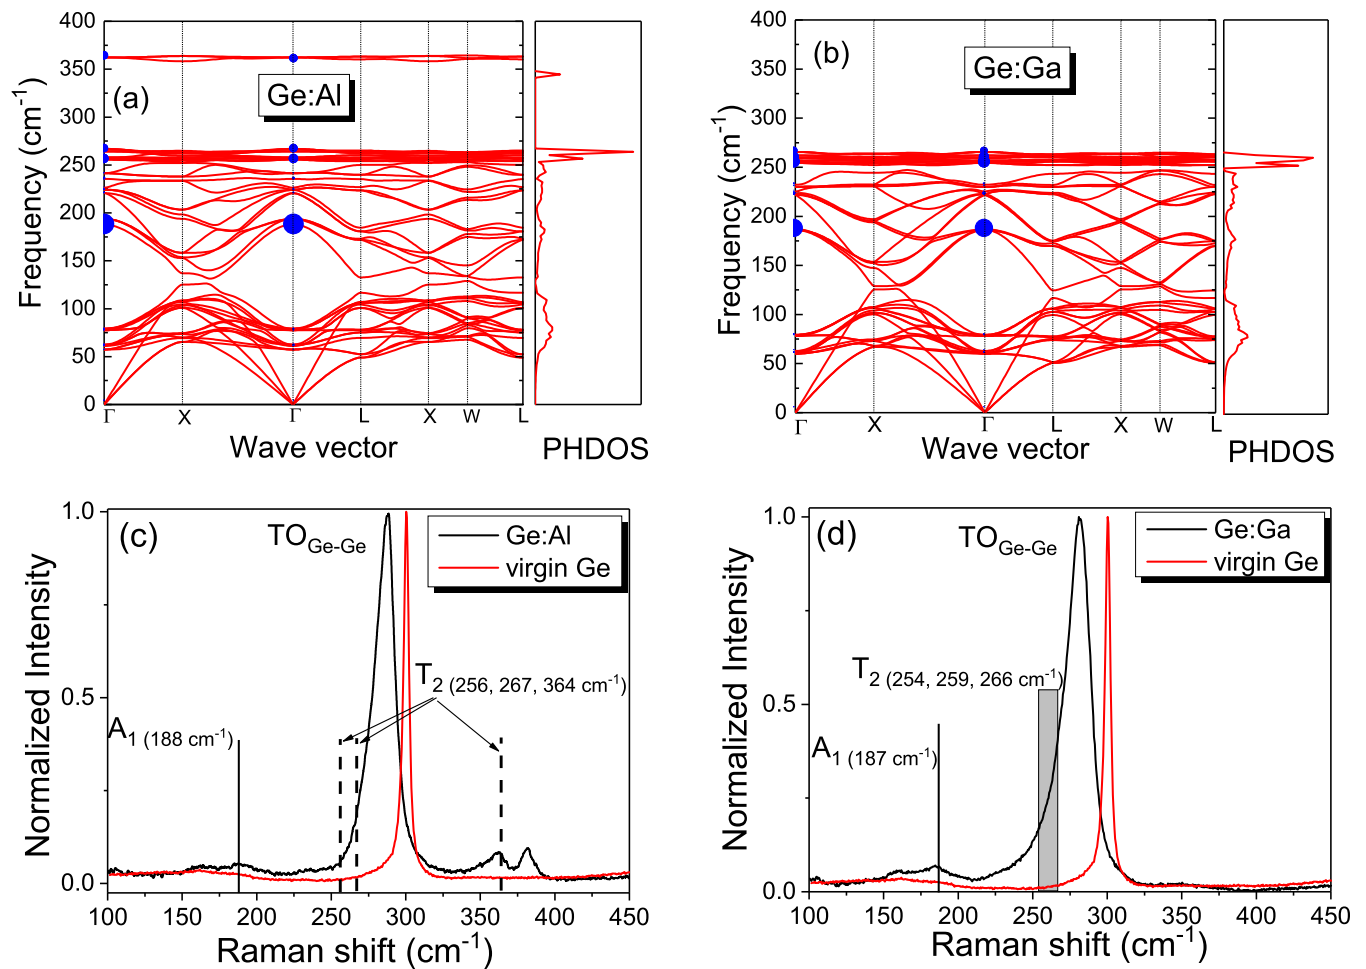 400
350
300
250
200
150
100
50
0
Frequency (cm-1)
(a)
Ge:Al
Γ X Γ L X W L
Wave vector
PHDOS
400
350
300
250
200
150
100
50
0
Frequency (cm-1)
(b)
Ge:Ga
Γ X Γ L X W L
Wave vector
PHDOS
1.0
0.5
0.0
Normalized Intensity
(c)
TOGe-Ge
Ge:Al
virgin Ge
T2 (256, 267, 364 cm-1)
A1 (188 cm-1)
100 150 200 250 300 350 400 450
Raman shift (cm-1)
1.0
0.5
0.0
Normalized Intensity
(d)
TOGe-Ge
Ge:Ga
virgin Ge
T2 (254, 259, 266 cm-1)
A1 (187 cm-1)
100 150 200 250 300 350 400 450
Raman shift (cm-1)